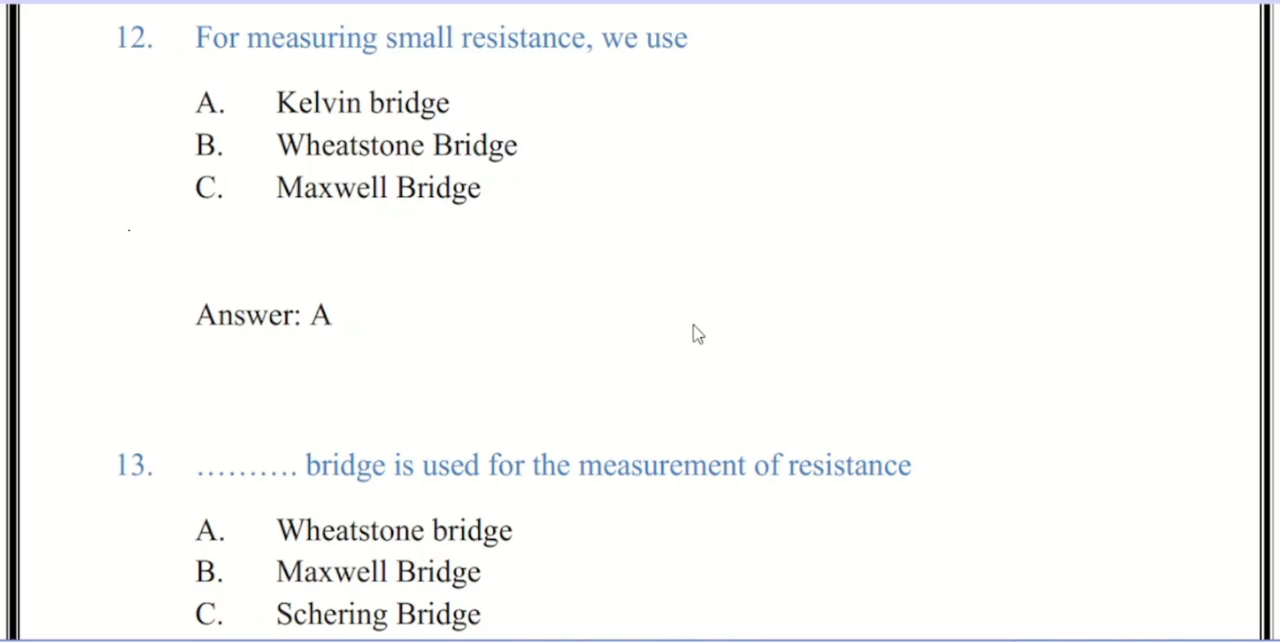 12. For measuring small resistance, we use
A. Kelvin bridge
B. Wheatstone Bridge
C. Maxwell Bridge
Answer: A
13. .......... bridge is used for the measurement of resistance
A. Wheatstone bridge
B. Maxwell Bridge
C. Schering Bridge